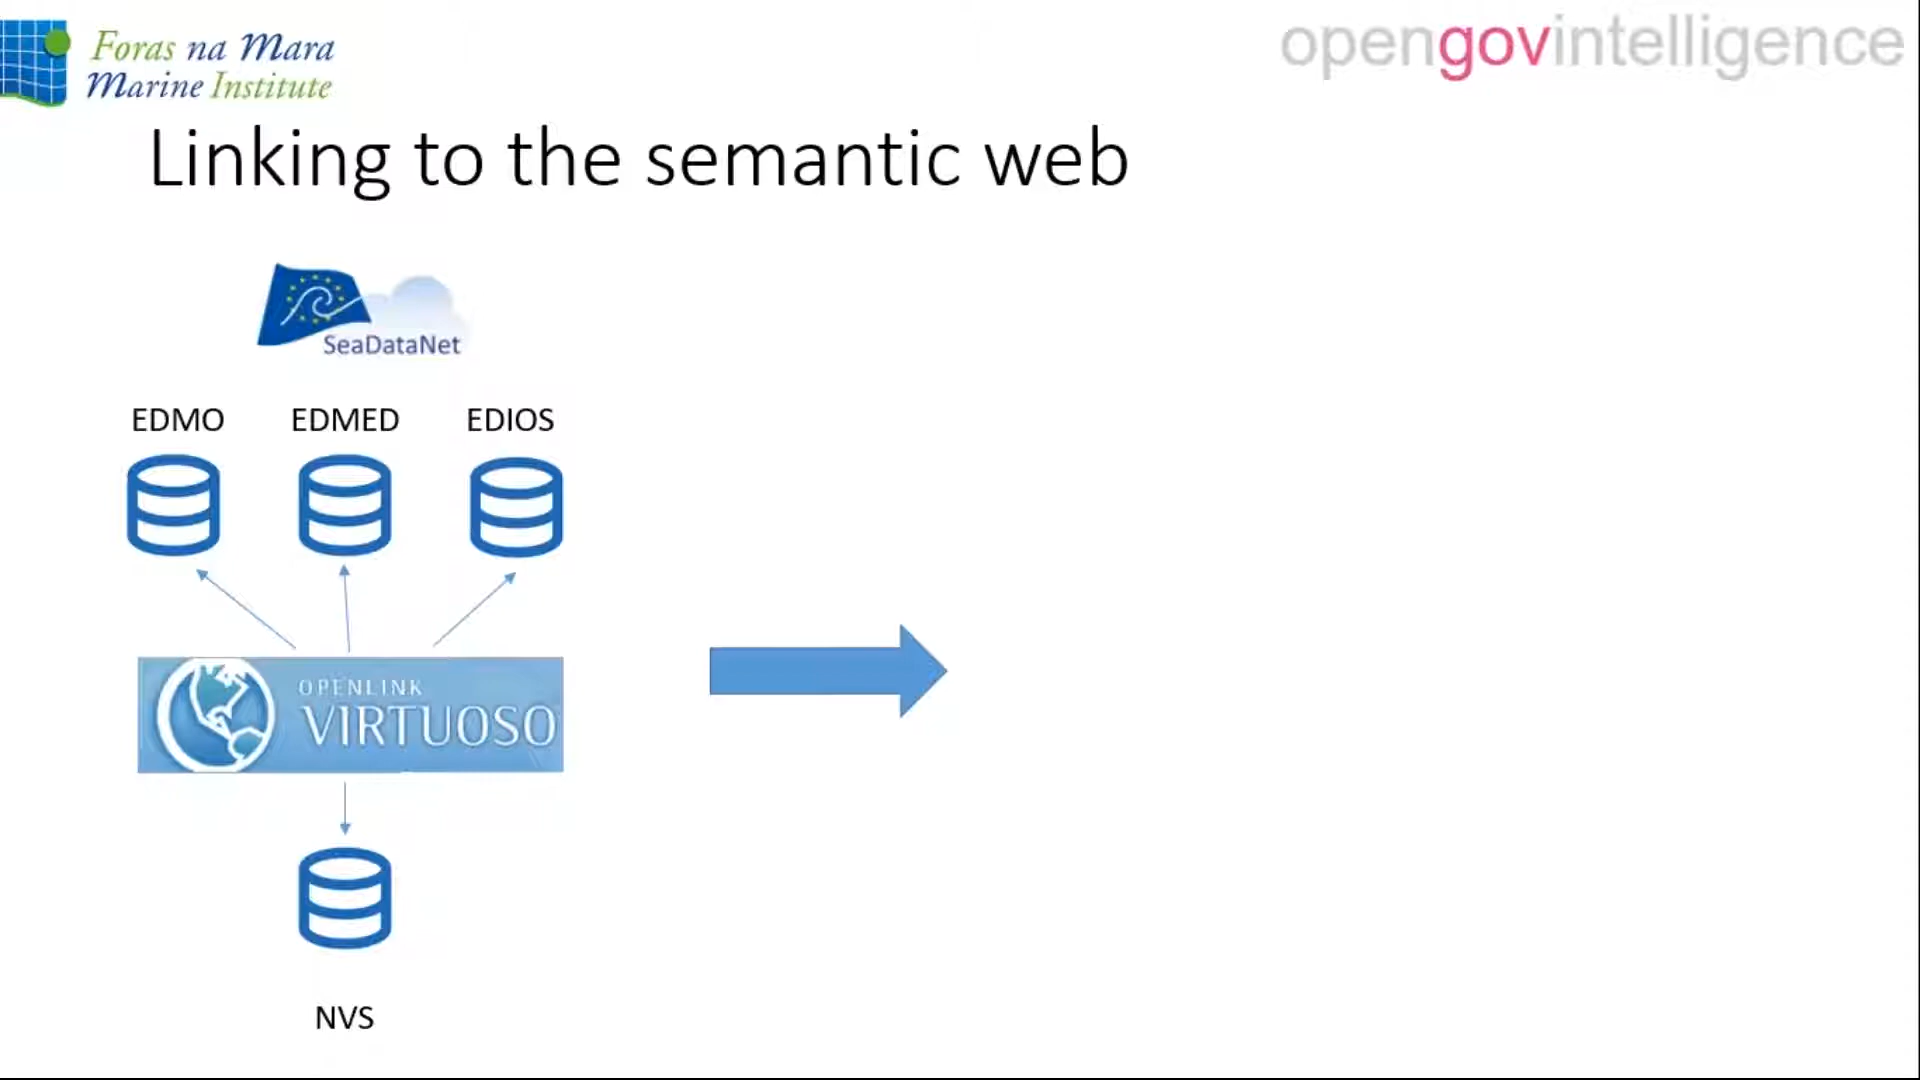 Foras na Mara
Marine Institute
opengovintelligence
Linking to the semantic web
SeaDataNet
EDMO EDMED EDIOS
OPENLINK
VIRTUOSO
NVS